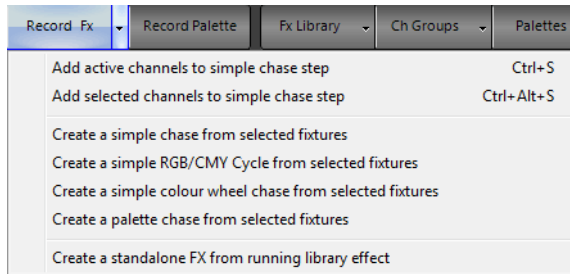 Record Fx Record Palette Fx Library Ch Groups Palettes
Add active channels to simple chase step Ctrl+S
Add selected channels to simple chase step Ctrl+Alt+S
Create a simple chase from selected fixtures
Create a simple RGB/CMY Cycle from selected fixtures
Create a simple colour wheel chase from selected fixtures
Create a palette chase from selected fixtures
Create a standalone FX from running library effect